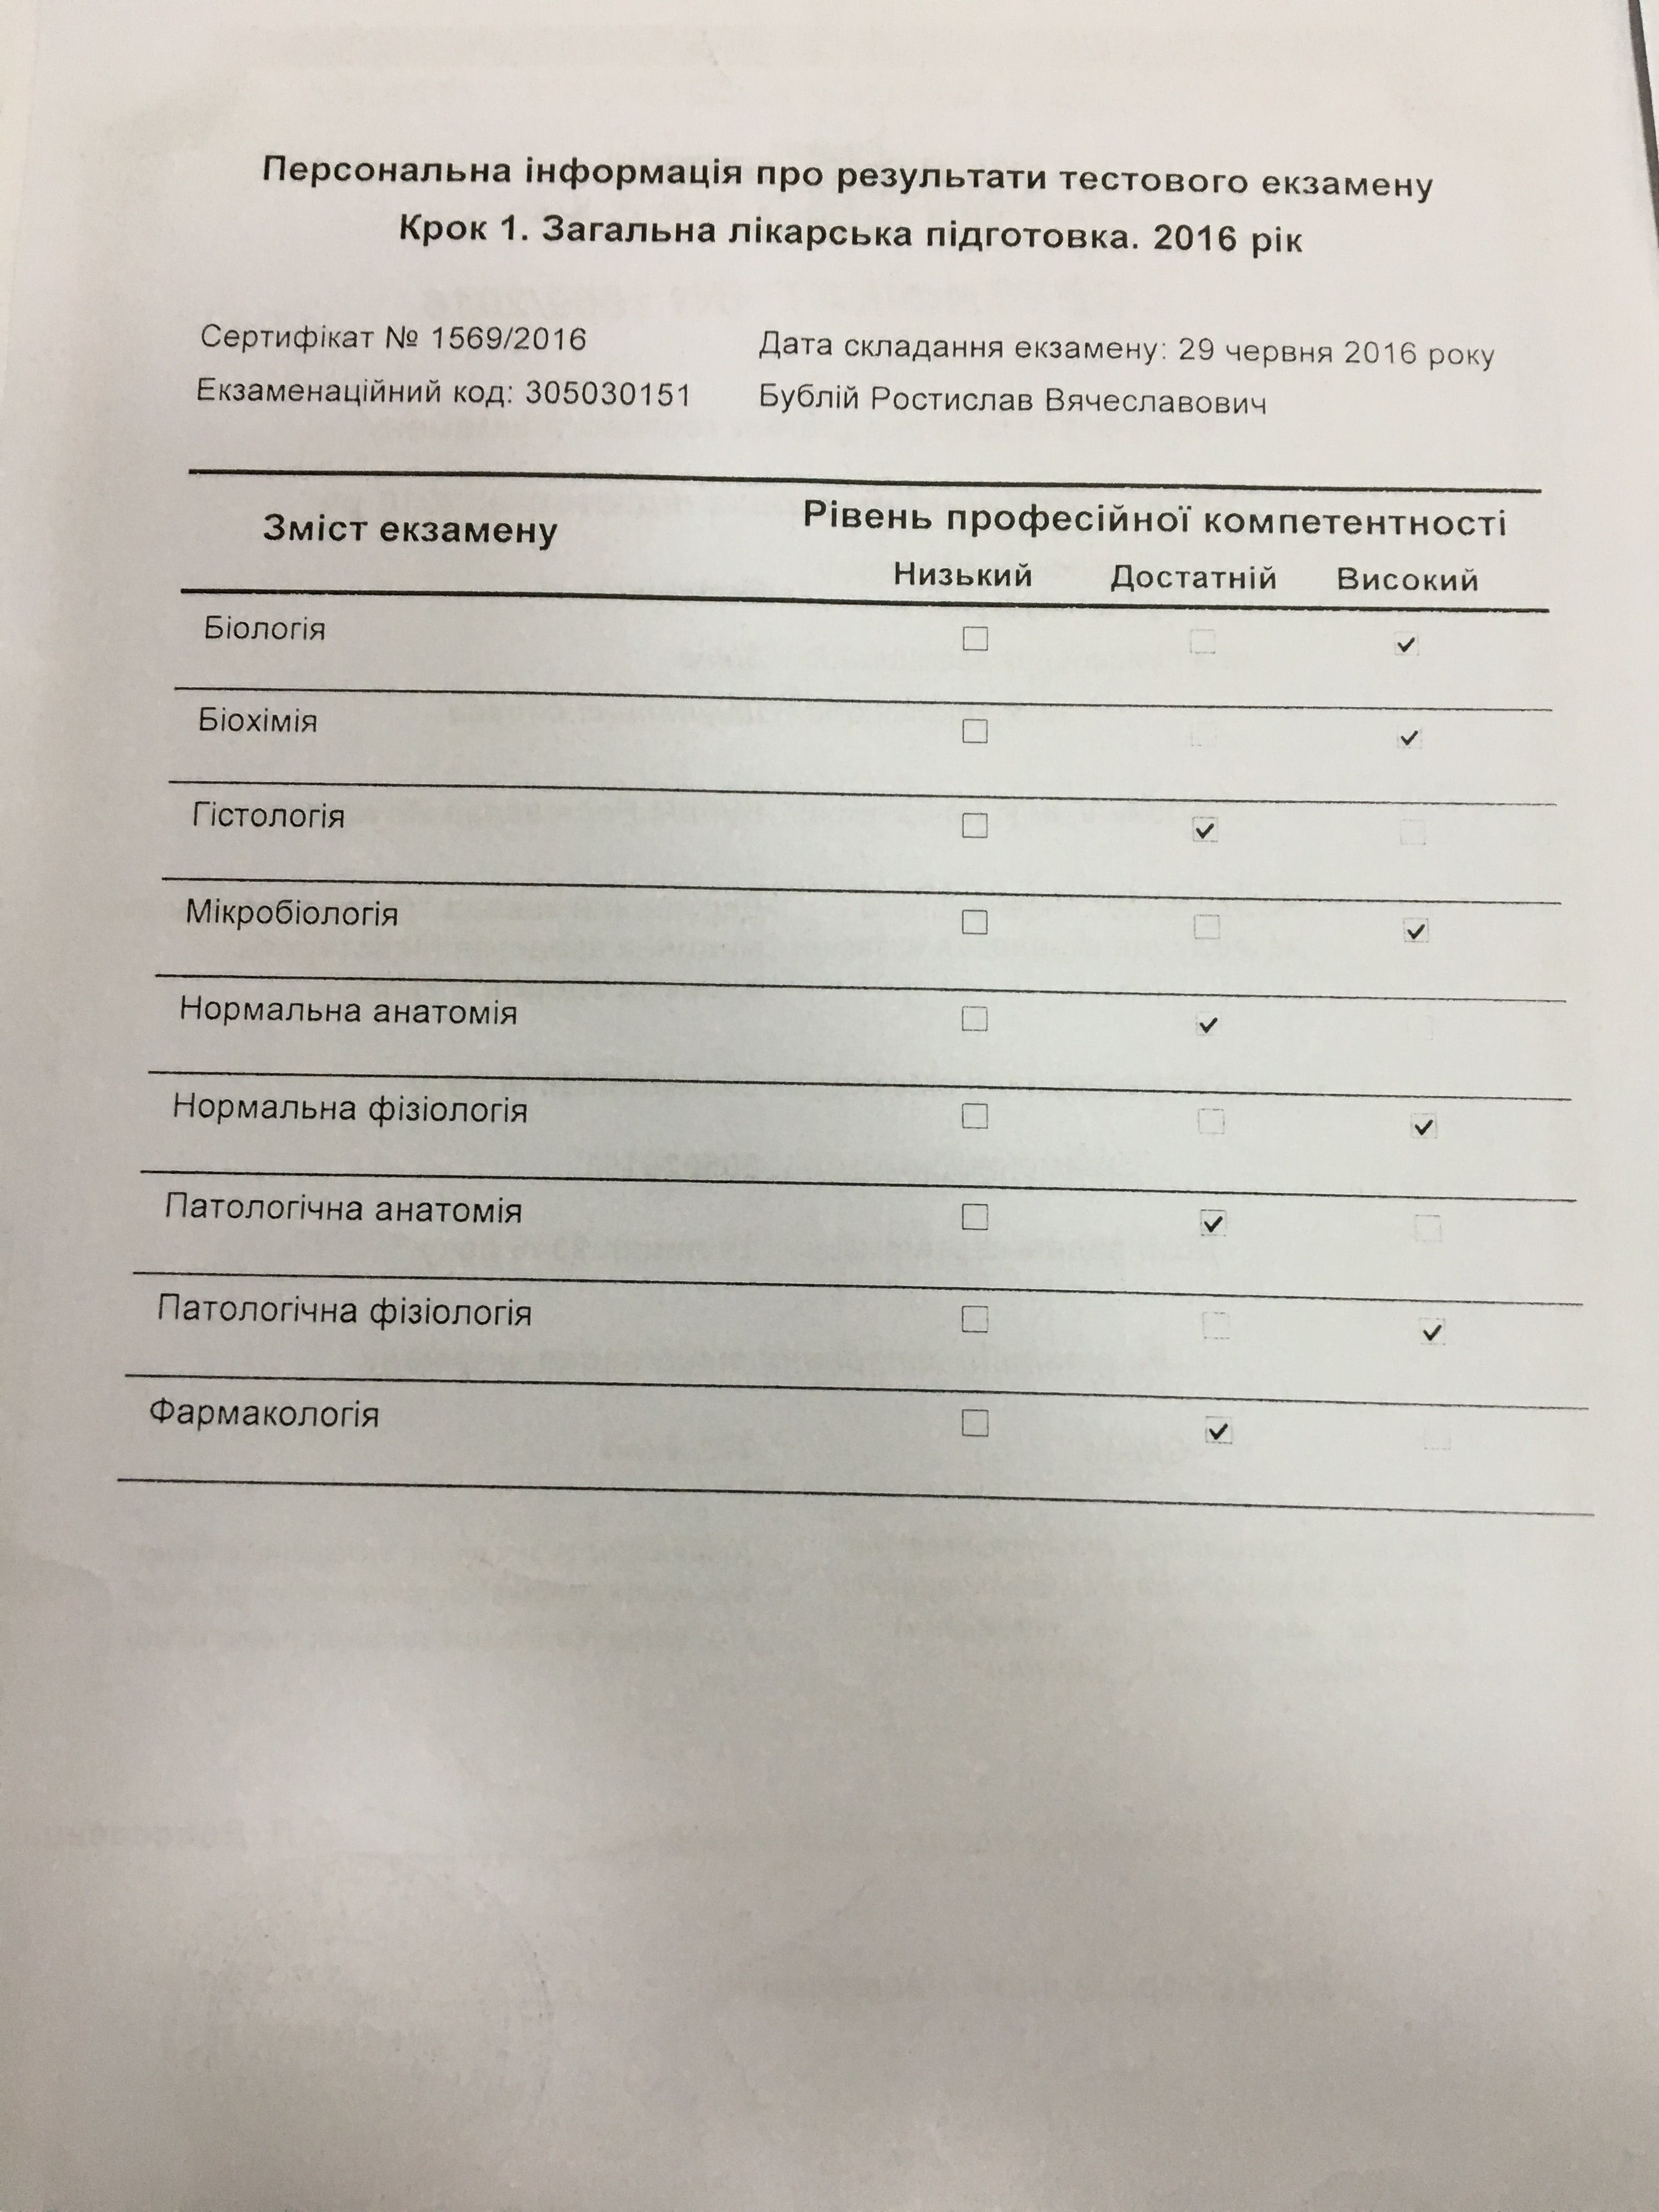 Персональна інформація про результати тестового екзамену
Крок 1. Загальна лікарська підготовка. 2016 рік
Сертифікат № 1569/2016 Дата складання екзамену: 29 червня 2016 року
Екзаменаційний код: 305030151 Бублій Ростислав Вячеславович
Зміст екзамену Рівень професійної компетентності
Низький Достатній Високий
Біологія ☐ ☐ ✓
Біохімія ☐ ☐ ✓
Гістологія ☐ ✓ ☐
Мікробіологія ☐ ☐ ✓
Нормальна анатомія ☐ ✓ ☐
Нормальна фізіологія ☐ ☐ ✓
Патологічна анатомія ☐ ✓ ☐
Патологічна фізіологія ☐ ☐ ✓
Фармакологія ☐ ✓ ☐